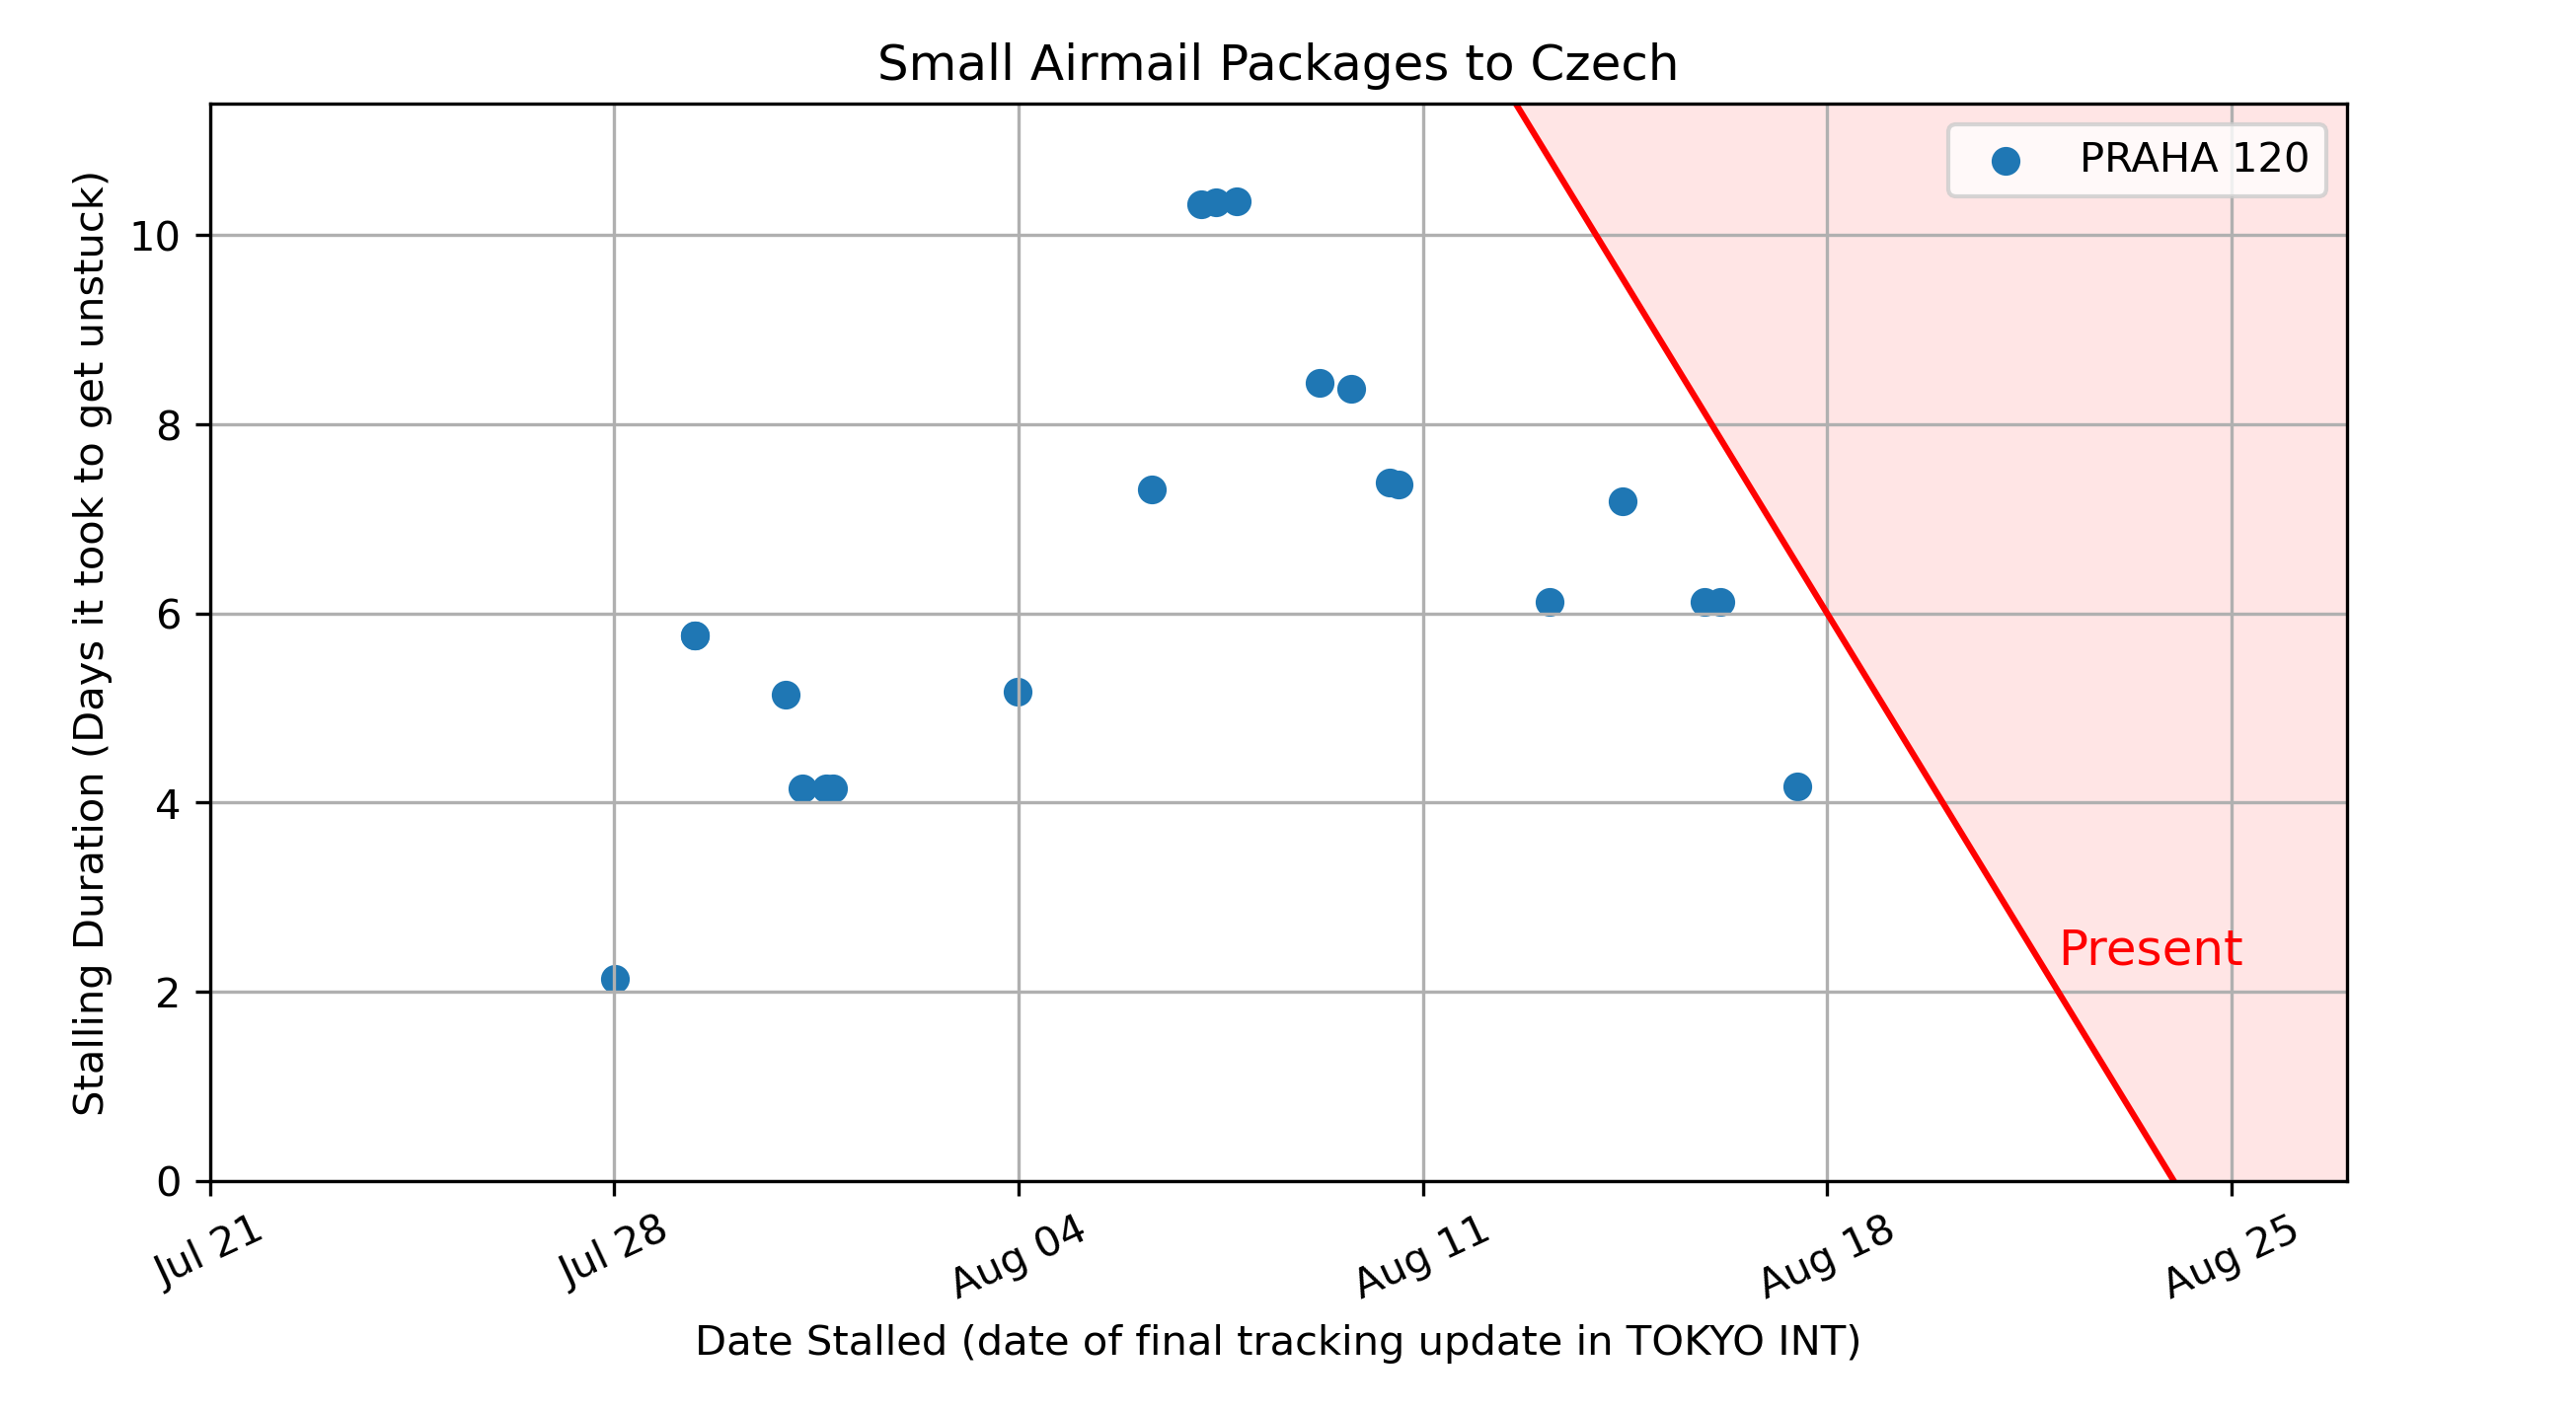 Small Airmail Packages to Czech
PRAHA 120
Stalling Duration (Days it took to get unstuck)
10
8
6
4
2
0
Present
Jul 21
Jul 28
Aug 04
Aug 11
Aug 18
Aug 25
Date Stalled (date of final tracking update in TOKYO INT)